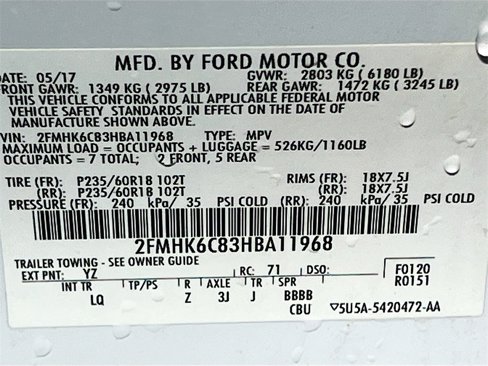 MFD. BY FORD MOTOR CO.
DATE: 05/17 GVWR: 2803 KG ( 6180 LB)
FRONT GAWR: 1349 KG ( 2975 LB) REAR GAWR: 1472 KG ( 3245 LB)
THIS VEHICLE CONFORMS TO ALL APPLICABLE FEDERAL MOTOR
VEHICLE SAFETY STANDARDS IN EFFECT ON THE DATE OF
MANUFACTURE SHOWN ABOVE.
VIN: 2FMHK6C83HBA11968 TYPE: MPV
MAXIMUM LOAD = OCCUPANTS + LUGGAGE = 526KG/1160LB
OCCUPANTS = 7 TOTAL; 2 FRONT, 5 REAR
TIRE (FR): P235/60R18 102T RIMS (FR): 18X7.5J
(RR): P235/60R18 102T (RR): 18X7.5J
PRESSURE (FR): 240 kPa/ 35 PSI COLD (RR): 240 kPa/ 35 PSI COLD
2FMHK6C83HBA11968
TRAILER TOWING - SEE OWNER GUIDE
EXT PNT: YZ RC: 71 DSO: F0120
R0151
INT TR TP/PS R AXLE TR SPR
LQ Z 3J J BBBB
CBU 5U5A-5420472-AA